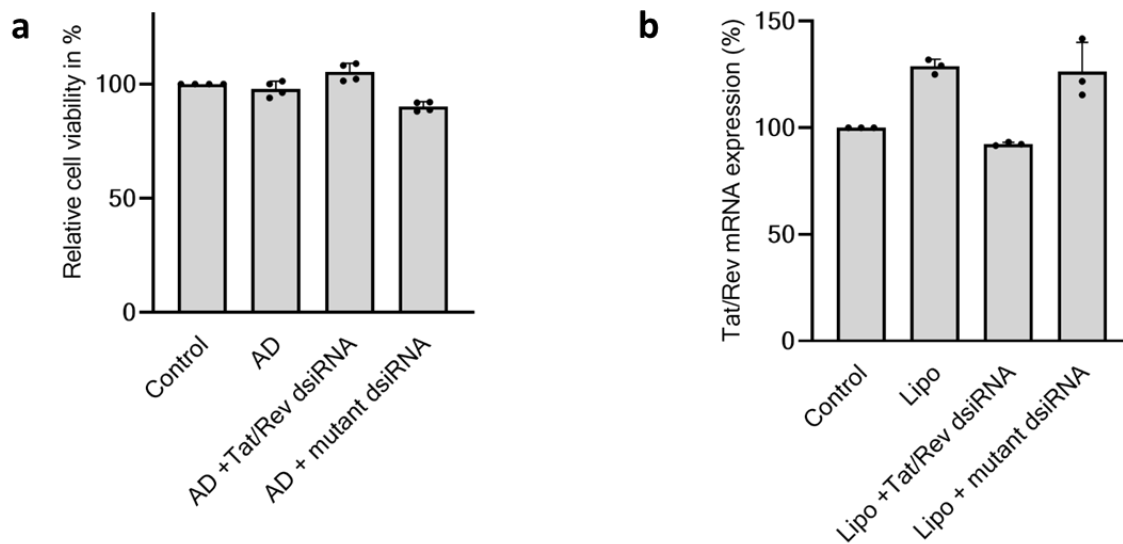 a
Relative cell viability in %
100
50
0
Control
AD
AD +Tat/Rev dsiRNA
AD + mutant dsiRNA
b
Tat/Rev mRNA expression (%)
150
100
50
0
Control
Lipo
Lipo +Tat/Rev dsiRNA
Lipo + mutant dsiRNA